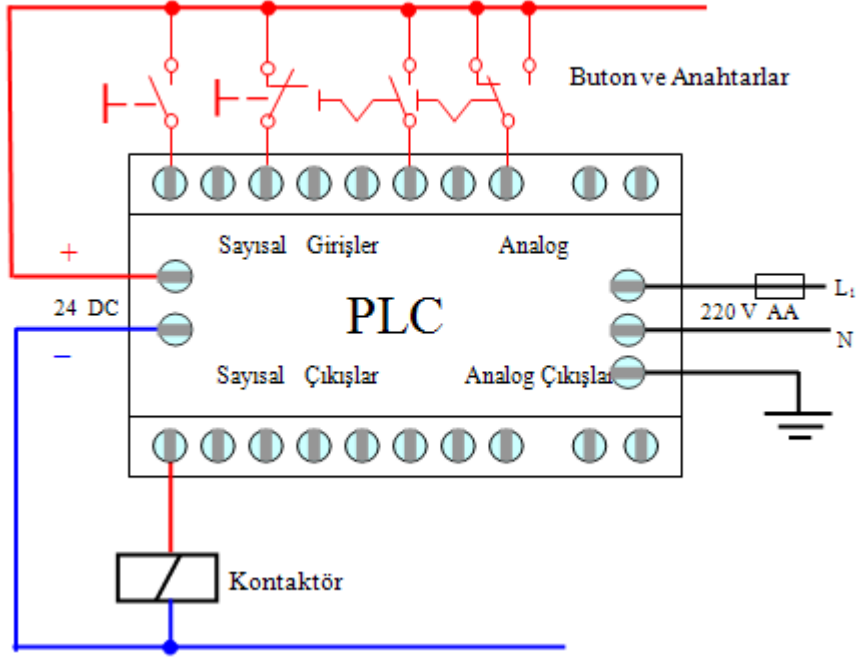 Buton ve Anahtarlar
Sayısal Girişler Analog
+
24 DC
PLC
L₁
220 V AA
N
–
Sayısal Çıkışlar Analog Çıkışlar
Kontaktör